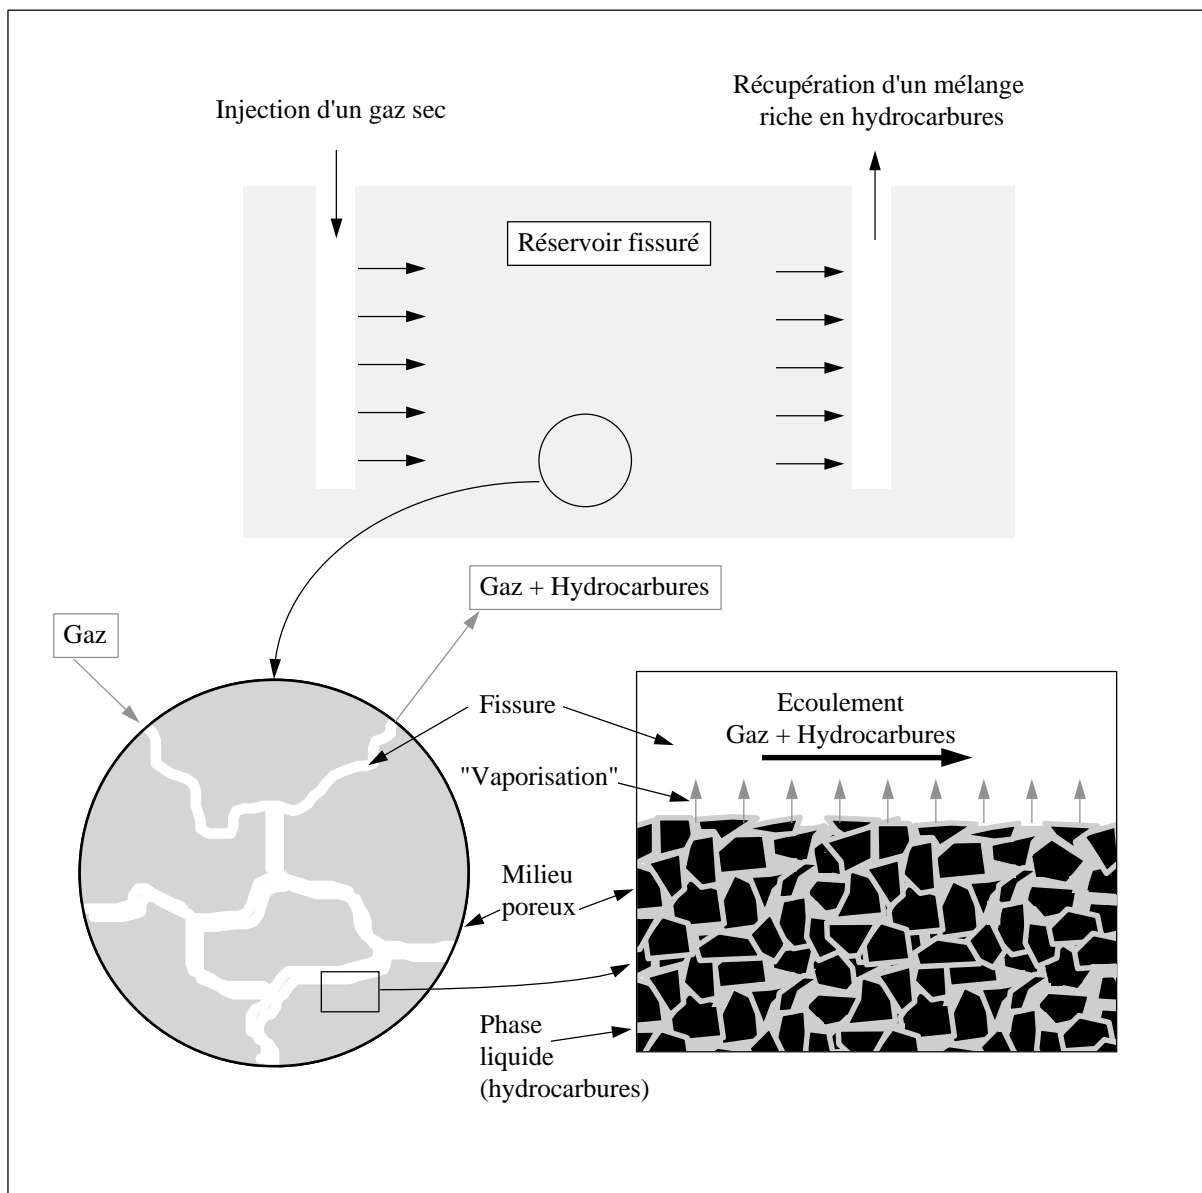 Injection d'un gaz sec
Récupération d'un mélange
riche en hydrocarbures
Réservoir fissuré
Gaz + Hydrocarbures
Gaz
Fissure
Ecoulement
Gaz + Hydrocarbures
"Vaporisation"
Milieu
poreux
Phase
liquide
(hydrocarbures)